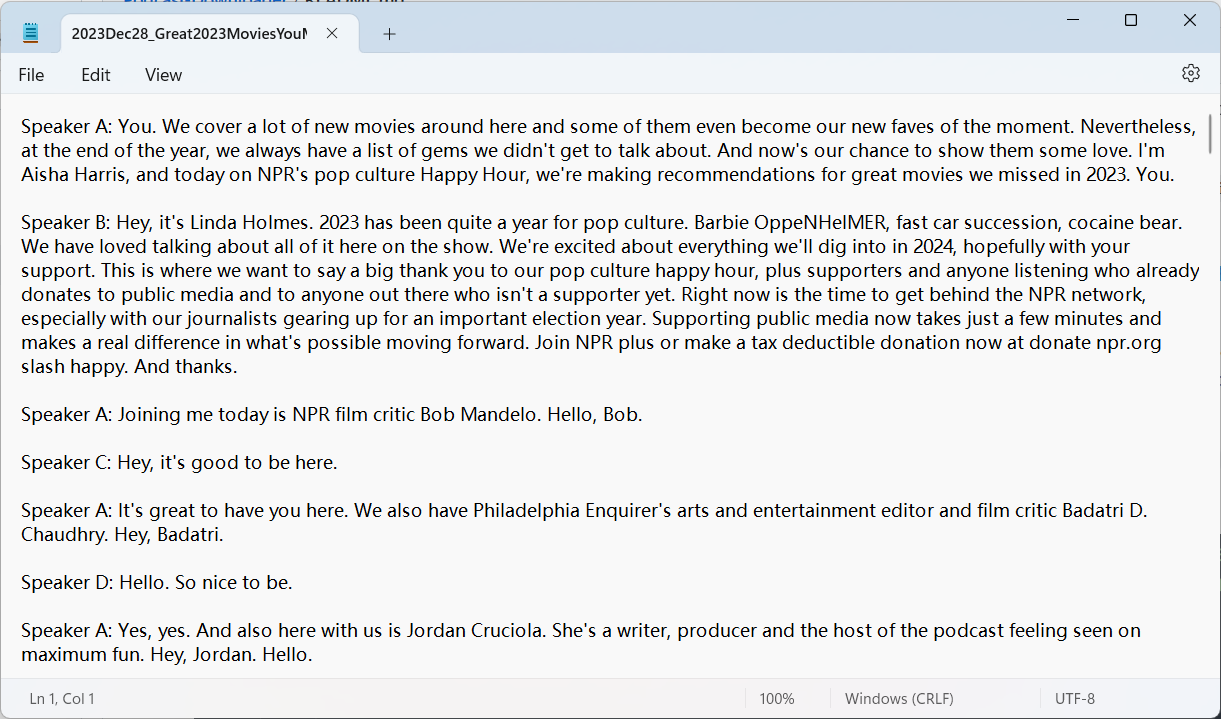 2023Dec28_Great2023MoviesYouM
File
Edit
View
Speaker A: You. We cover a lot of new movies around here and some of them even become our new faves of the moment. Nevertheless,
at the end of the year, we always have a list of gems we didn't get to talk about. And now's our chance to show them some love. I'm
Aisha Harris, and today on NPR's pop culture Happy Hour, we're making recommendations for great movies we missed in 2023. You.
Speaker B: Hey, it's Linda Holmes. 2023 has been quite a year for pop culture. Barbie OppeNHeIMER, fast car succession, cocaine bear.
We have loved talking about all of it here on the show. We're excited about everything we'll dig into in 2024, hopefully with your
support. This is where we want to say a big thank you to our pop culture happy hour, plus supporters and anyone listening who already
donates to public media and to anyone out there who isn't a supporter yet. Right now is the time to get behind the NPR network,
especially with our journalists gearing up for an important election year. Supporting public media now takes just a few minutes and
makes a real difference in what's possible moving forward. Join NPR plus or make a tax deductible donation now at donate npr.org
slash happy. And thanks.
Speaker A: Joining me today is NPR film critic Bob Mandelo. Hello, Bob.
Speaker C: Hey, it's good to be here.
Speaker A: It's great to have you here. We also have Philadelphia Enquirer's arts and entertainment editor and film critic Badatri D.
Chaudhry. Hey, Badatri.
Speaker D: Hello. So nice to be.
Speaker A: Yes, yes. And also here with us is Jordan Cruciola. She's a writer, producer and the host of the podcast feeling seen on
maximum fun. Hey, Jordan. Hello.
Ln 1, Col 1
100%
Windows (CRLF)
UTF-8